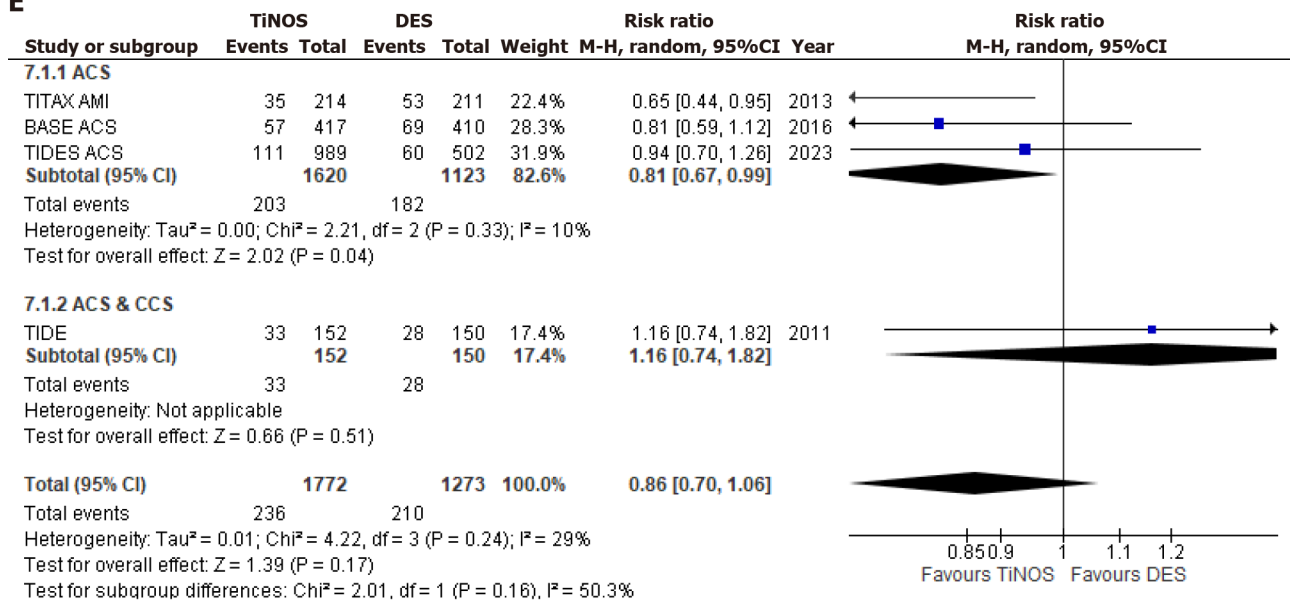 E
TiNOS DES Risk ratio Risk ratio
Study or subgroup Events Total Events Total Weight M-H, random, 95%CI Year M-H, random, 95%CI
7.1.1 ACS
TITAX AMI 35 214 53 211 22.4% 0.65 [0.44, 0.95] 2013
BASE ACS 57 417 69 410 28.3% 0.81 [0.59, 1.12] 2016
TIDES ACS 111 989 60 502 31.9% 0.94 [0.70, 1.26] 2023
Subtotal (95% CI) 1620 1123 82.6% 0.81 [0.67, 0.99]
Total events 203 182
Heterogeneity: Tau² = 0.00; Chi² = 2.21, df = 2 (P = 0.33); I² = 10%
Test for overall effect: Z = 2.02 (P = 0.04)
7.1.2 ACS & CCS
TIDE 33 152 28 150 17.4% 1.16 [0.74, 1.82] 2011
Subtotal (95% CI) 152 150 17.4% 1.16 [0.74, 1.82]
Total events 33 28
Heterogeneity: Not applicable
Test for overall effect: Z = 0.66 (P = 0.51)
Total (95% CI) 1772 1273 100.0% 0.86 [0.70, 1.06]
Total events 236 210
Heterogeneity: Tau² = 0.01; Chi² = 4.22, df = 3 (P = 0.24); I² = 29%
Test for overall effect: Z = 1.39 (P = 0.17)
Test for subgroup differences: Chi² = 2.01, df = 1 (P = 0.16), I² = 50.3%
0.85 0.9 1 1.1 1.2
Favours TiNOS Favours DES